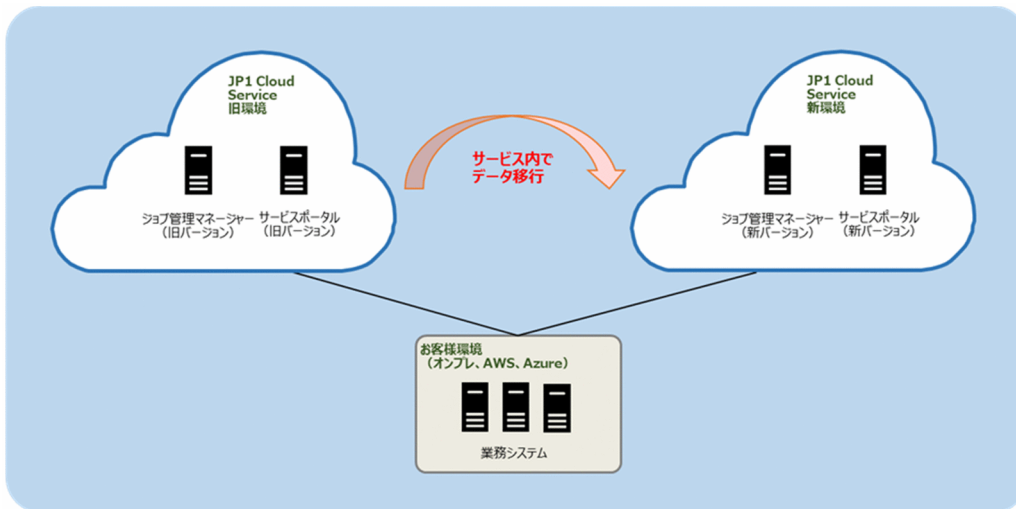 JP1 Cloud
Service
旧環境
ジョブ管理マネージャー
（旧バージョン）
サービスポータル
（旧バージョン）
サービス内で
データ移行
JP1 Cloud
Service
新環境
ジョブ管理マネージャー
（新バージョン）
サービスポータル
（新バージョン）
お客様環境
（オンプレ、AWS、Azure）
業務システム